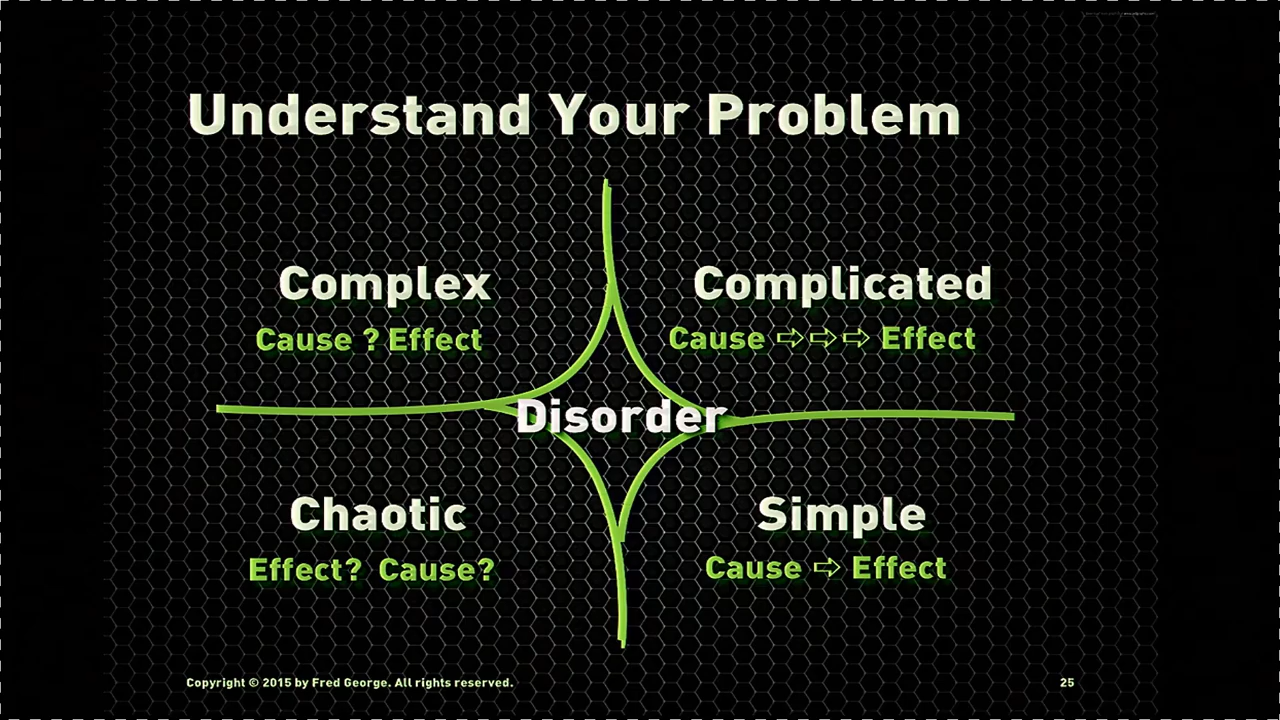 Understand Your Problem
Complex
Cause ? Effect
Complicated
Cause ⇨⇨⇨ Effect
Disorder
Chaotic
Effect? Cause?
Simple
Cause ⇨ Effect
Copyright © 2015 by Fred George. All rights reserved.
25